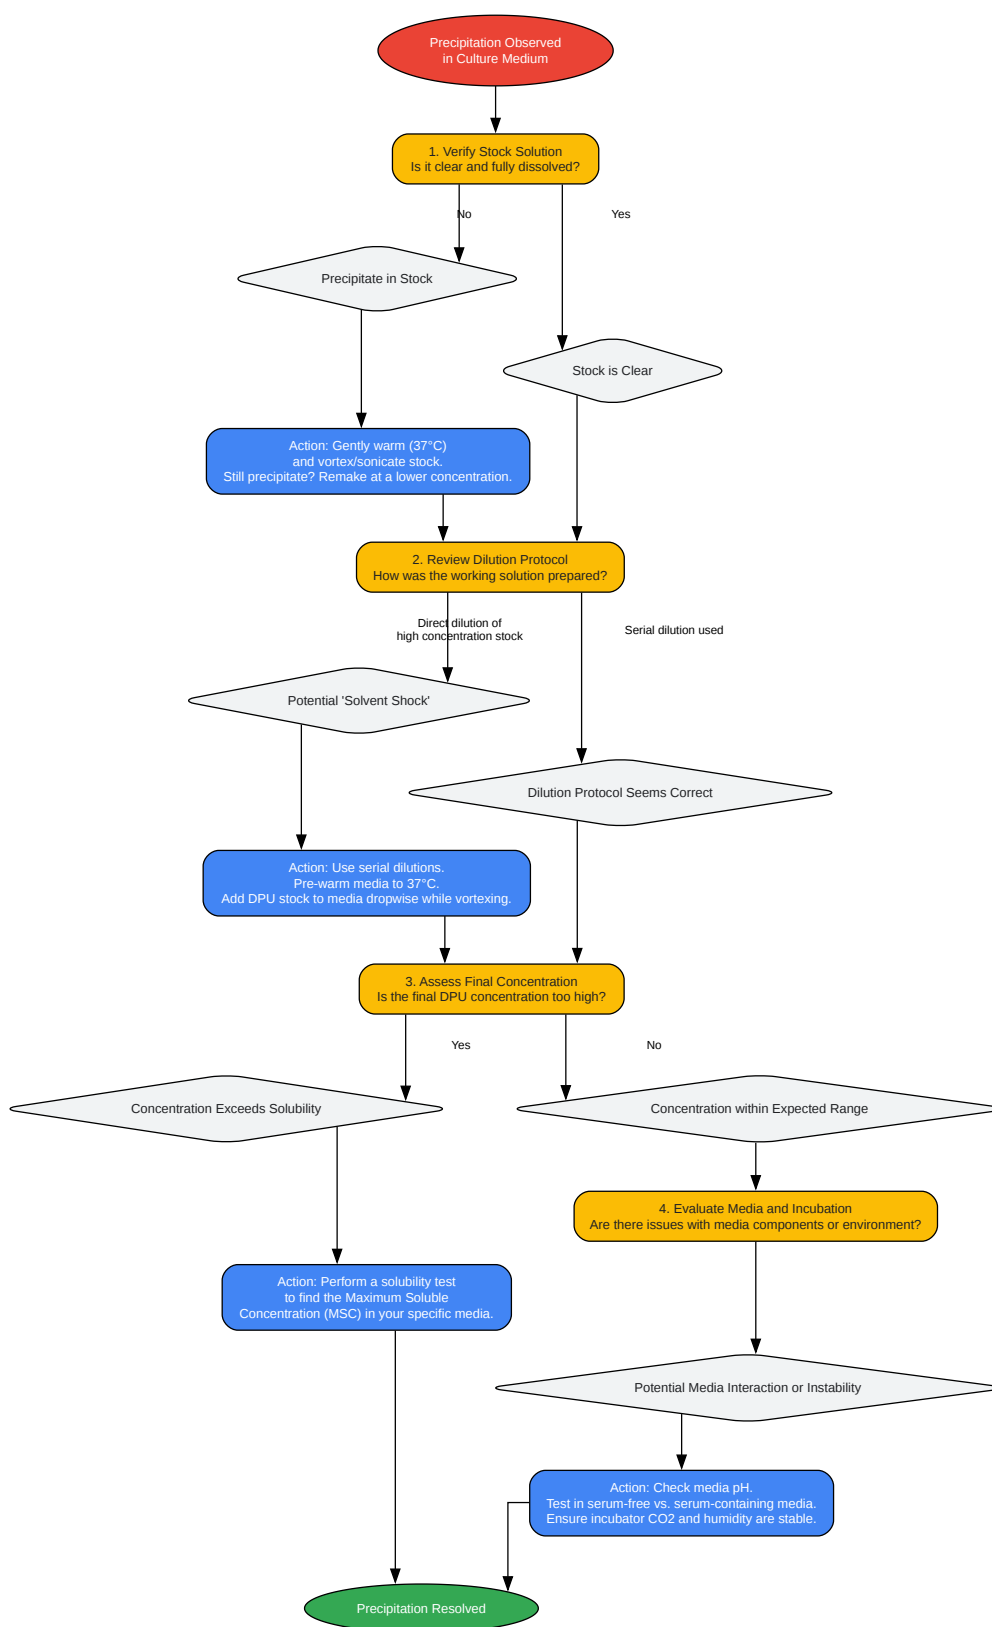 Precipitation Observed
in Culture Medium
1. Verify Stock Solution
Is it clear and fully dissolved?
No
Yes
Precipitate in Stock
Stock is Clear
Action: Gently warm (37°C)
and vortex/sonicate stock.
Still precipitate? Remake at a lower concentration.
2. Review Dilution Protocol
How was the working solution prepared?
Direct dilution of
high concentration stock
Serial dilution used
Potential 'Solvent Shock'
Dilution Protocol Seems Correct
Action: Use serial dilutions.
Pre-warm media to 37°C.
Add DPU stock to media dropwise while vortexing.
3. Assess Final Concentration
Is the final DPU concentration too high?
Yes
No
Concentration Exceeds Solubility
Concentration within Expected Range
4. Evaluate Media and Incubation
Are there issues with media components or environment?
Action: Perform a solubility test
to find the Maximum Soluble
Concentration (MSC) in your specific media.
Potential Media Interaction or Instability
Action: Check media pH.
Test in serum-free vs. serum-containing media.
Ensure incubator CO2 and humidity are stable.
Precipitation Resolved